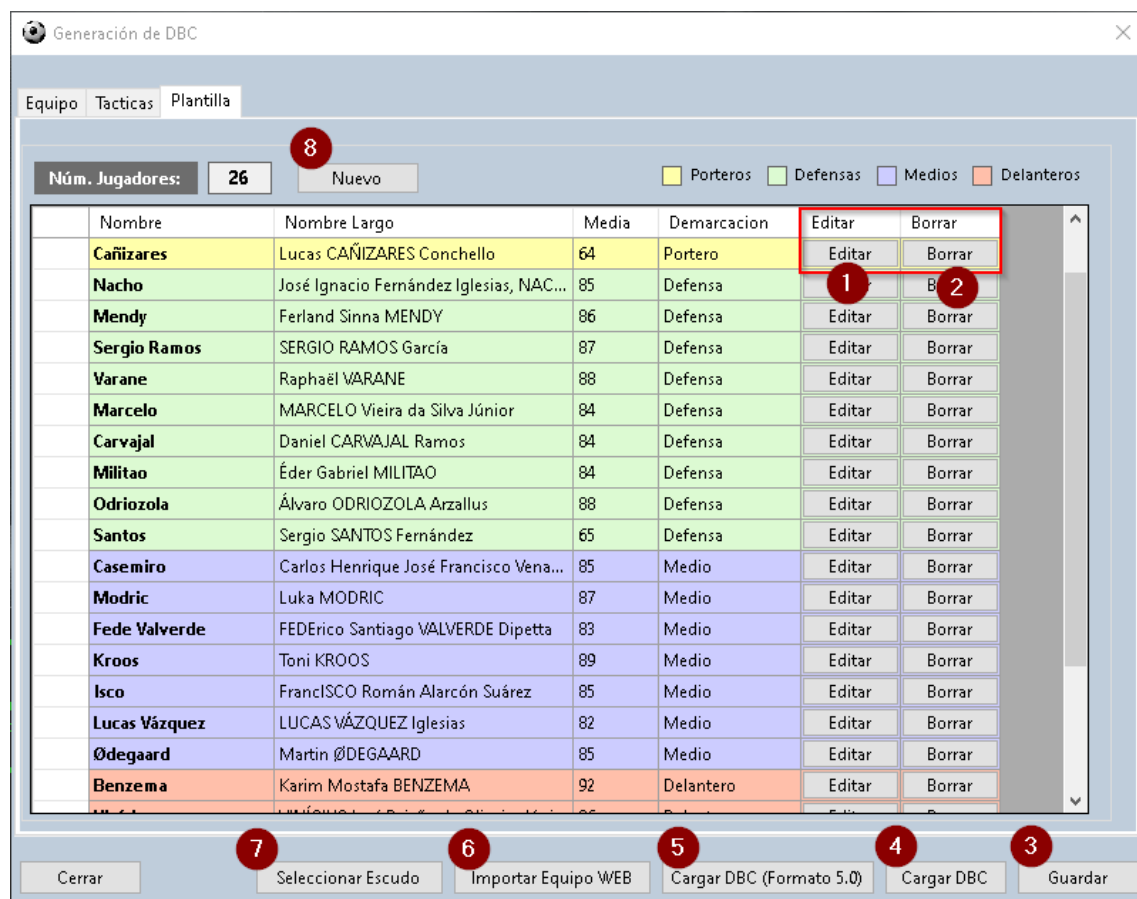 Generación de DBC
Equipo Tacticas Plantilla
8
Núm. Jugadores: 26 Nuevo Porteros Defensas Medios Delanteros
Nombre Nombre Largo Media Demarcacion Editar Borrar
Cañizares Lucas CAÑIZARES Conchello 64 Portero Editar Borrar
Nacho José Ignacio Fernández Iglesias, NAC... 85 Defensa 1 2
Mendy Ferland Sinna MENDY 86 Defensa Editar Borrar
Sergio Ramos SERGIO RAMOS García 87 Defensa Editar Borrar
Varane Raphaël VARANE 88 Defensa Editar Borrar
Marcelo MARCELO Vieira da Silva Júnior 84 Defensa Editar Borrar
Carvajal Daniel CARVAJAL Ramos 84 Defensa Editar Borrar
Militao Éder Gabriel MILITAO 84 Defensa Editar Borrar
Odriozola Álvaro ODRIOZOLA Arzallus 88 Defensa Editar Borrar
Santos Sergio SANTOS Fernández 65 Defensa Editar Borrar
Casemiro Carlos Henrique José Francisco Vena... 85 Medio Editar Borrar
Modric Luka MODRIC 87 Medio Editar Borrar
Fede Valverde FEDErico Santiago VALVERDE Dipetta 83 Medio Editar Borrar
Kroos Toni KROOS 89 Medio Editar Borrar
Isco FrancISCO Román Alarcón Suárez 85 Medio Editar Borrar
Lucas Vázquez LUCAS VÁZQUEZ Iglesias 82 Medio Editar Borrar
Ødegaard Martin ØDEGAARD 85 Medio Editar Borrar
Benzema Karim Mostafa BENZEMA 92 Delantero Editar Borrar
7 6 5 4 3
Cerrar Seleccionar Escudo Importar Equipo WEB Cargar DBC (Formato 5.0) Cargar DBC Guardar